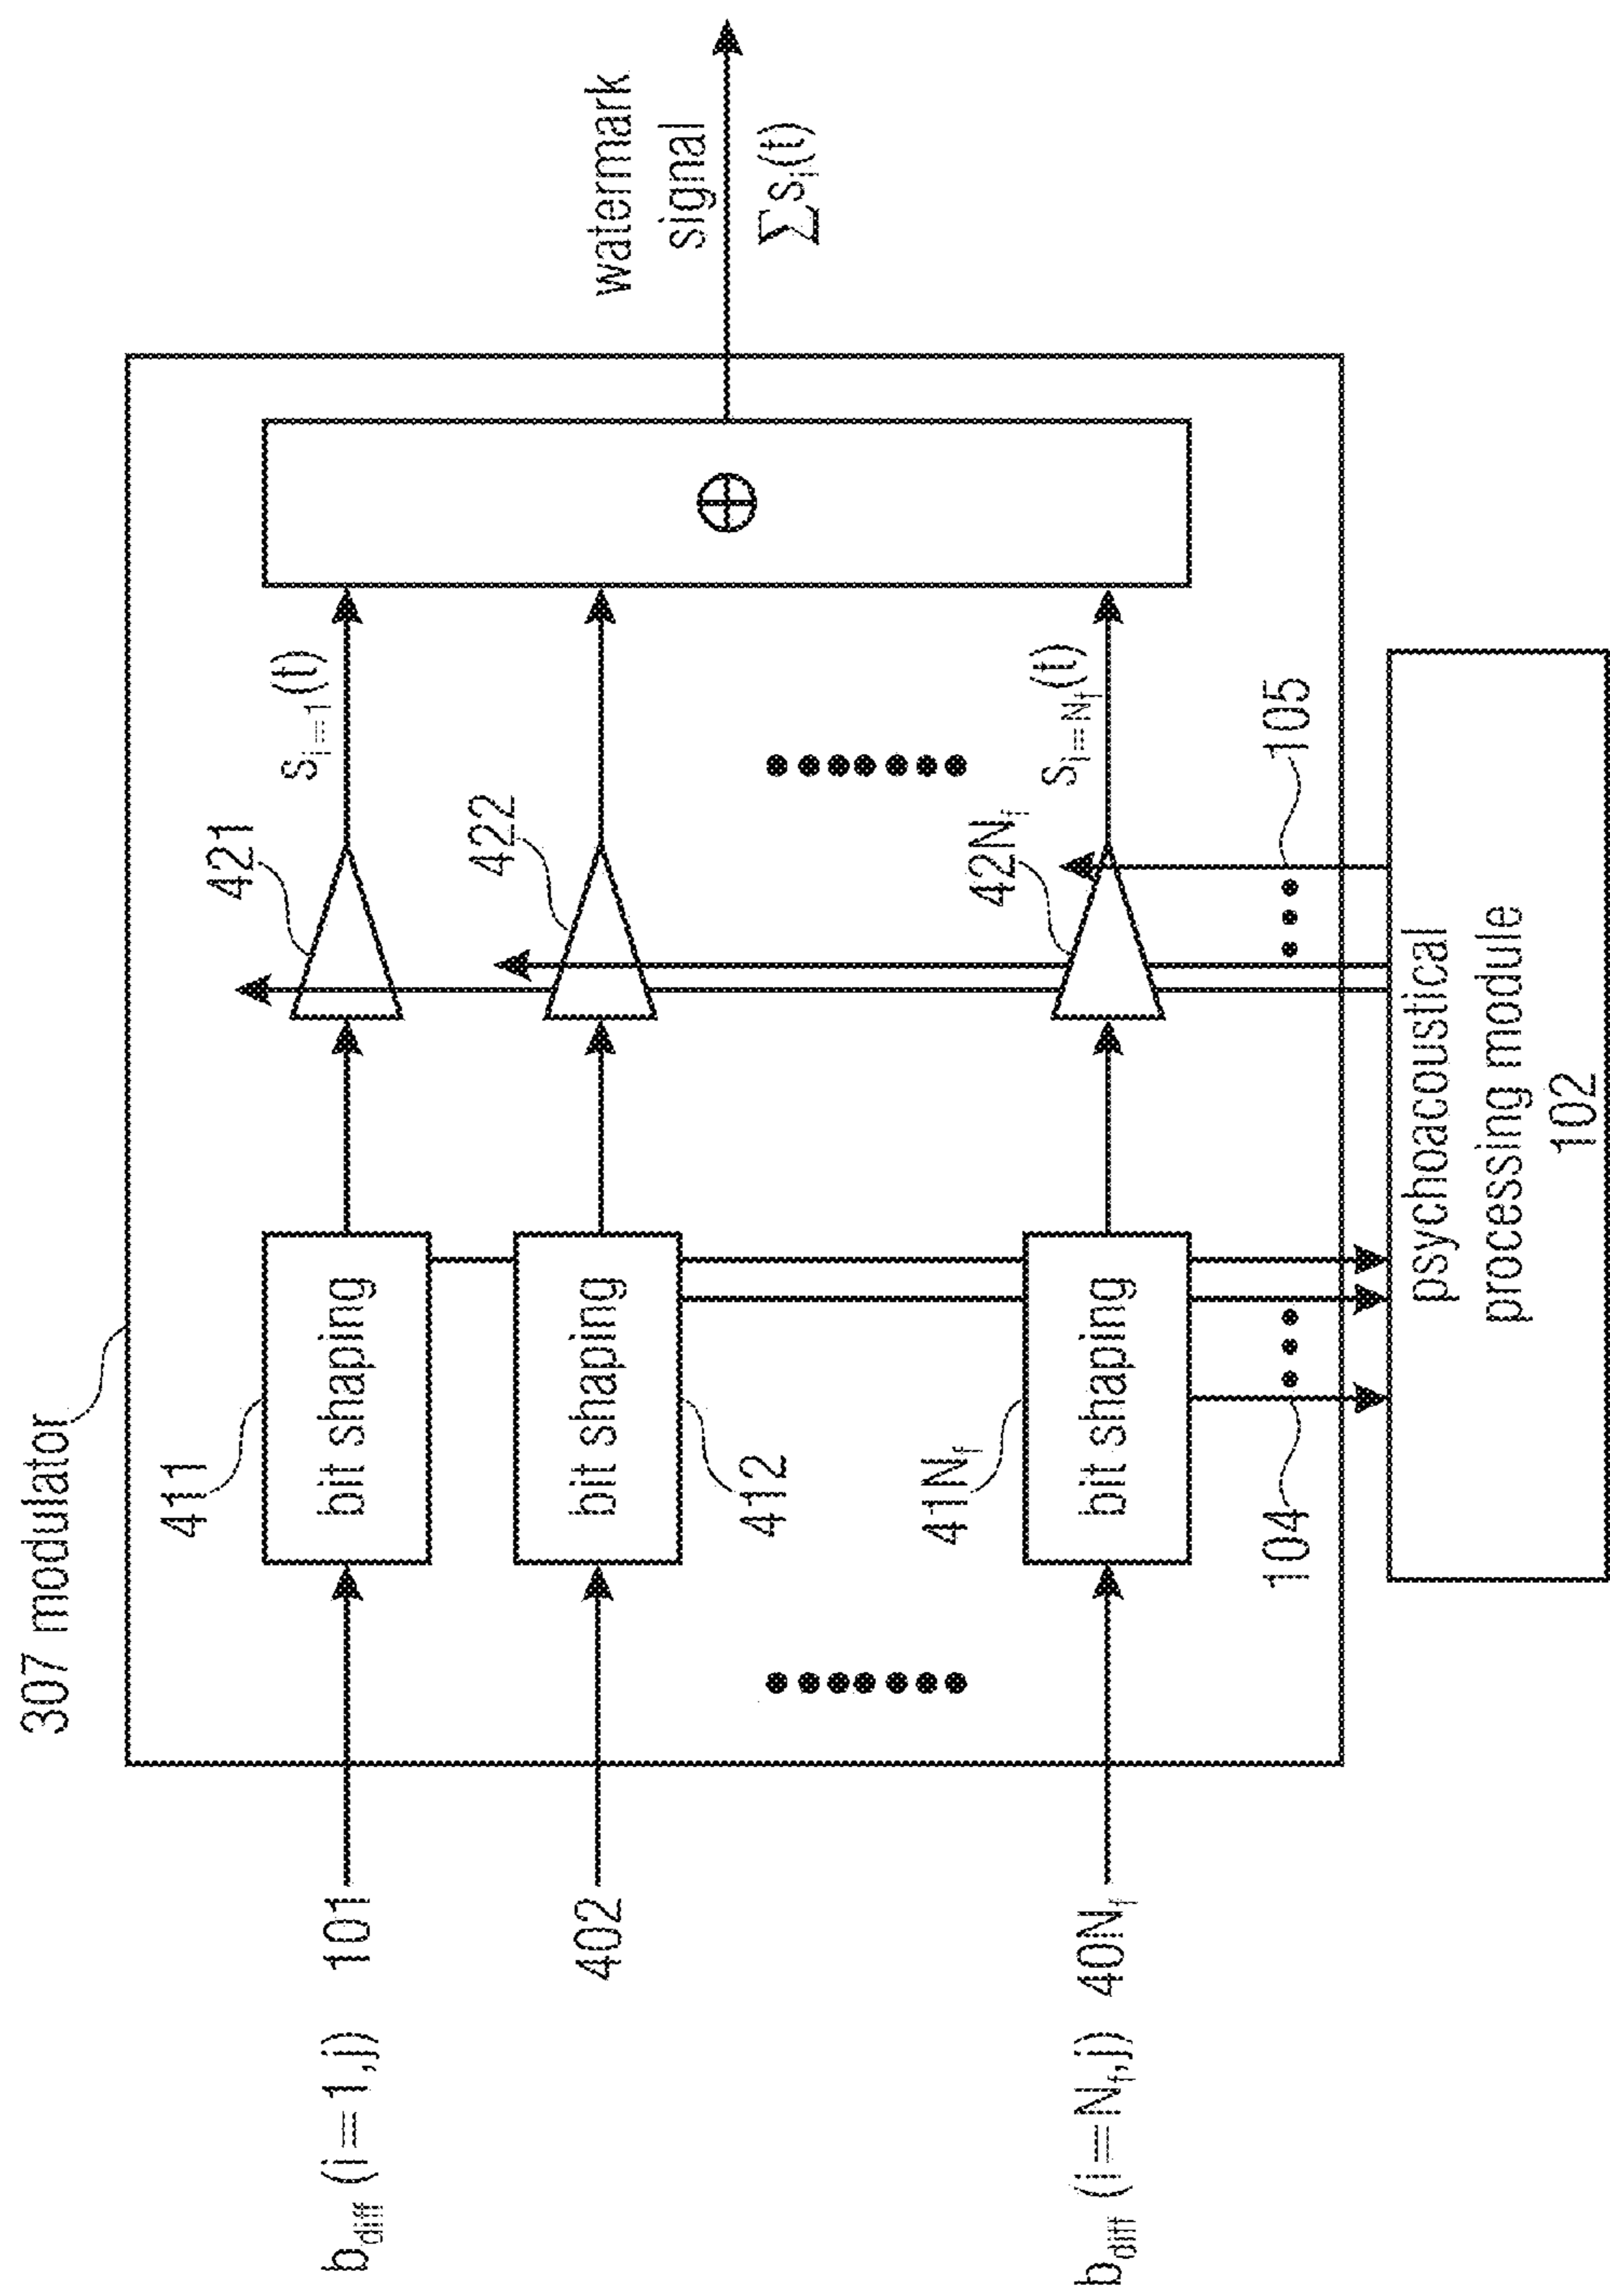 307 modulator
411
421
b_diff (i=1,j) 101
bit shaping
s_i=1(t)
402
bit shaping
412
422
watermark
signal
Σs_i(t)
41N_f
42N_f
b_diff (i=N_f,j) 40N_f
bit shaping
s_i=N_f(t)
104
105
psychoacoustical
processing module
102